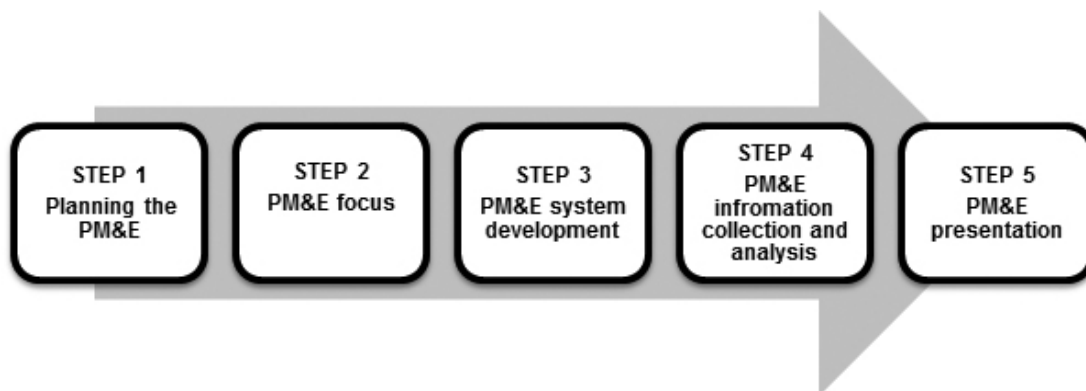 STEP 1
Planning the
PM&E
STEP 2
PM&E focus
STEP 3
PM&E system
development
STEP 4
PM&E
infromation
collection and
analysis
STEP 5
PM&E
presentation